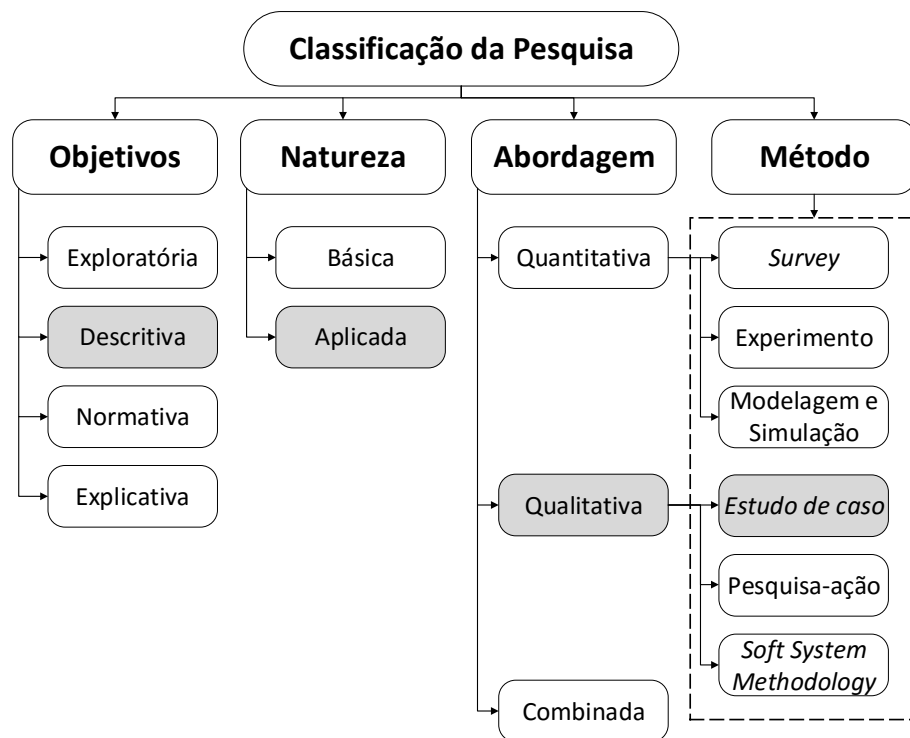 Classificação da Pesquisa
Objetivos
Exploratória
Descritiva
Normativa
Explicativa
Natureza
Básica
Aplicada
Abordagem
Quantitativa
Qualitativa
Combinada
Método
Survey
Experimento
Modelagem e
Simulação
Estudo de caso
Pesquisa-ação
Soft System
Methodology